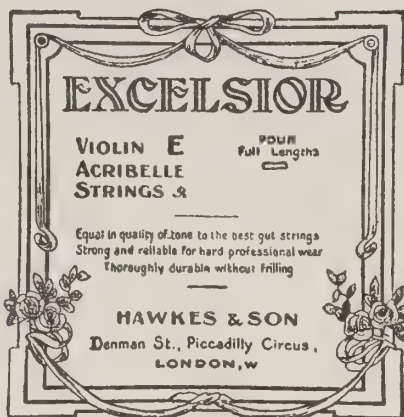 EXCELSIOR
VIOLIN E
ACRIBELLE
STRINGS
FOUR
Full Lengths
Equal in quality of tone to the best gut strings
Strong and reliable for hard professional wear
Thoroughly durable without frilling
HAWKES & SON
Denman St., Piccadilly Circus,
LONDON, W